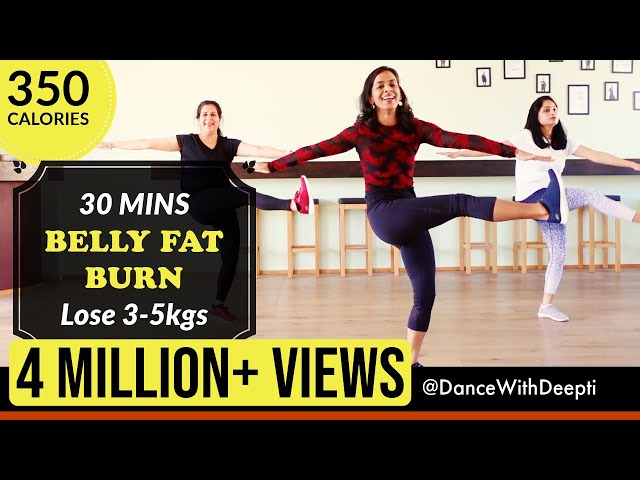 350
CALORIES
30 MINS
BELLY FAT
BURN
Lose 3-5kgs
4 MILLION+ VIEWS
@DanceWithDeepti